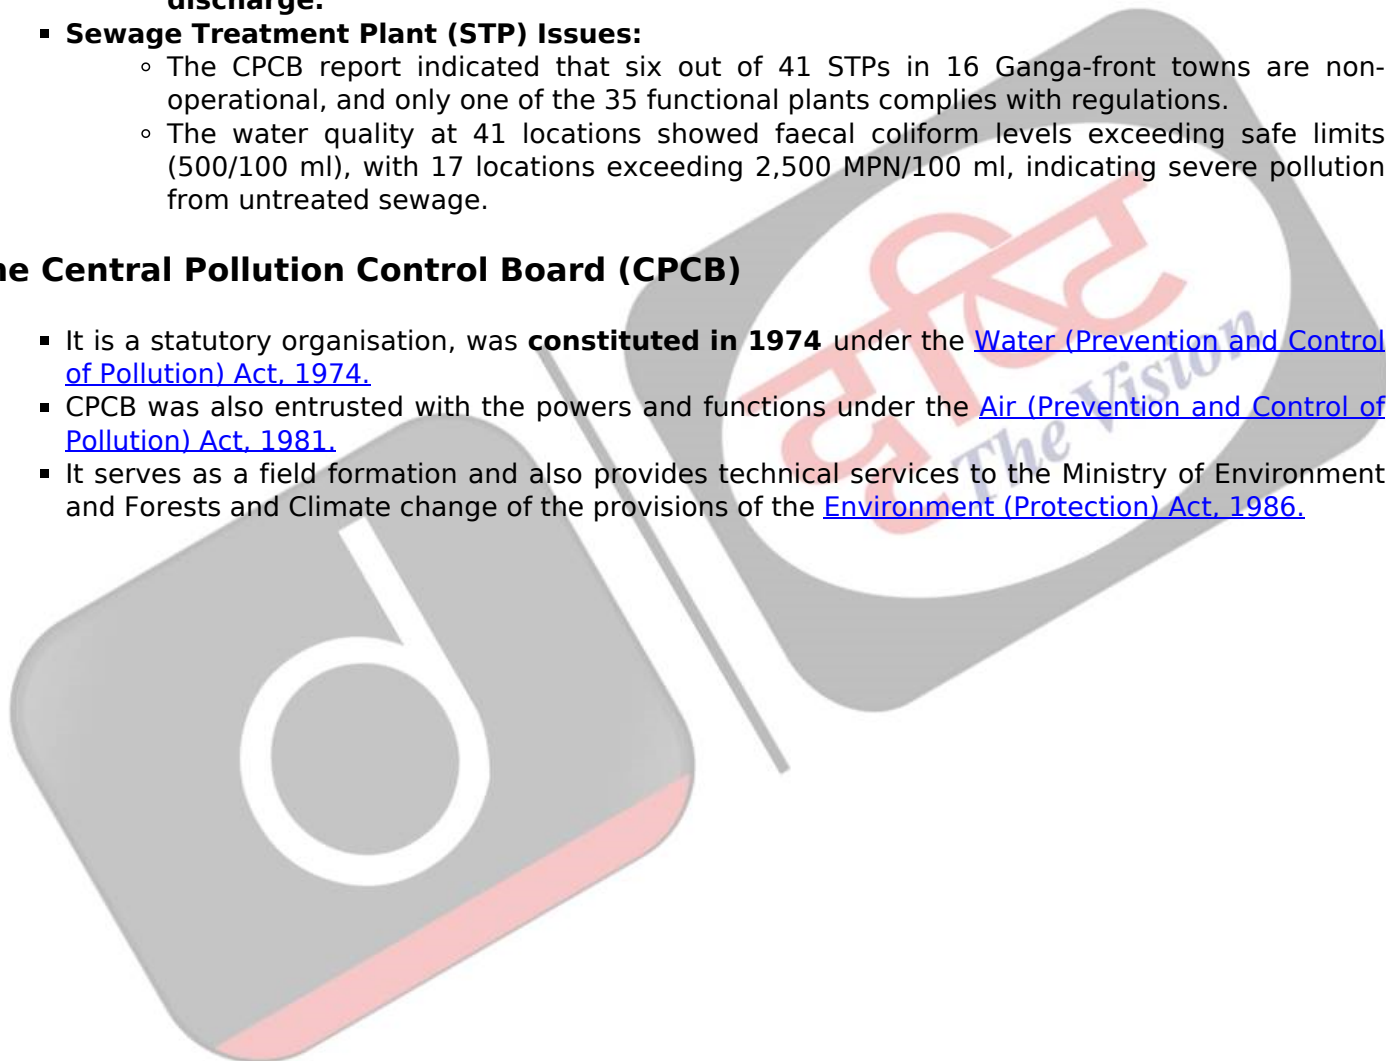 discharge.
▪ Sewage Treatment Plant (STP) Issues:
◦ The CPCB report indicated that six out of 41 STPs in 16 Ganga-front towns are non-
operational, and only one of the 35 functional plants complies with regulations.
◦ The water quality at 41 locations showed faecal coliform levels exceeding safe limits
(500/100 ml), with 17 locations exceeding 2,500 MPN/100 ml, indicating severe pollution
from untreated sewage.
he Central Pollution Control Board (CPCB)
▪ It is a statutory organisation, was constituted in 1974 under the Water (Prevention and Control
of Pollution) Act, 1974.
▪ CPCB was also entrusted with the powers and functions under the Air (Prevention and Control of
Pollution) Act, 1981.
▪ It serves as a field formation and also provides technical services to the Ministry of Environment
and Forests and Climate change of the provisions of the Environment (Protection) Act, 1986.
दृष्टि
The Vision
d